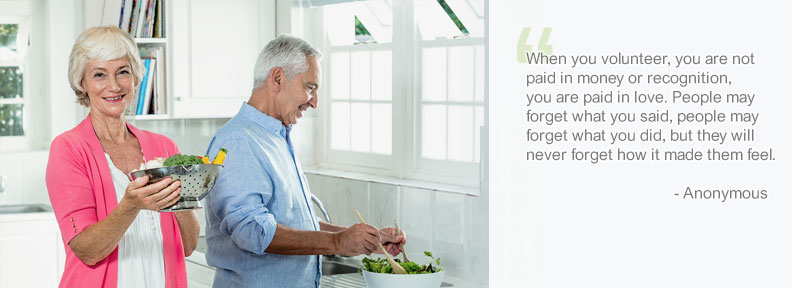 “
When you volunteer, you are not
paid in money or recognition,
you are paid in love. People may
forget what you said, people may
forget what you did, but they will
never forget how it made them feel.
- Anonymous